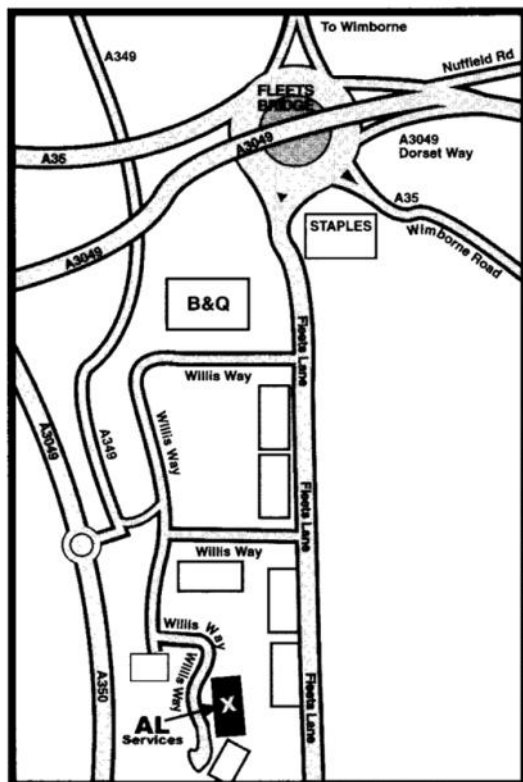 To Wimborne
A349
Nuffield Rd
FLEETS
BRIDGE
A3049
A35
A3049
Dorset Way
A35
STAPLES
Wimborne Road
A3049
B&Q
Fleets Lane
Willis Way
A3049
A349
Willis Way
Fleets Lane
Willis Way
Willis Way
Willis Way
A350
X
AL
Services
Fleets Lane